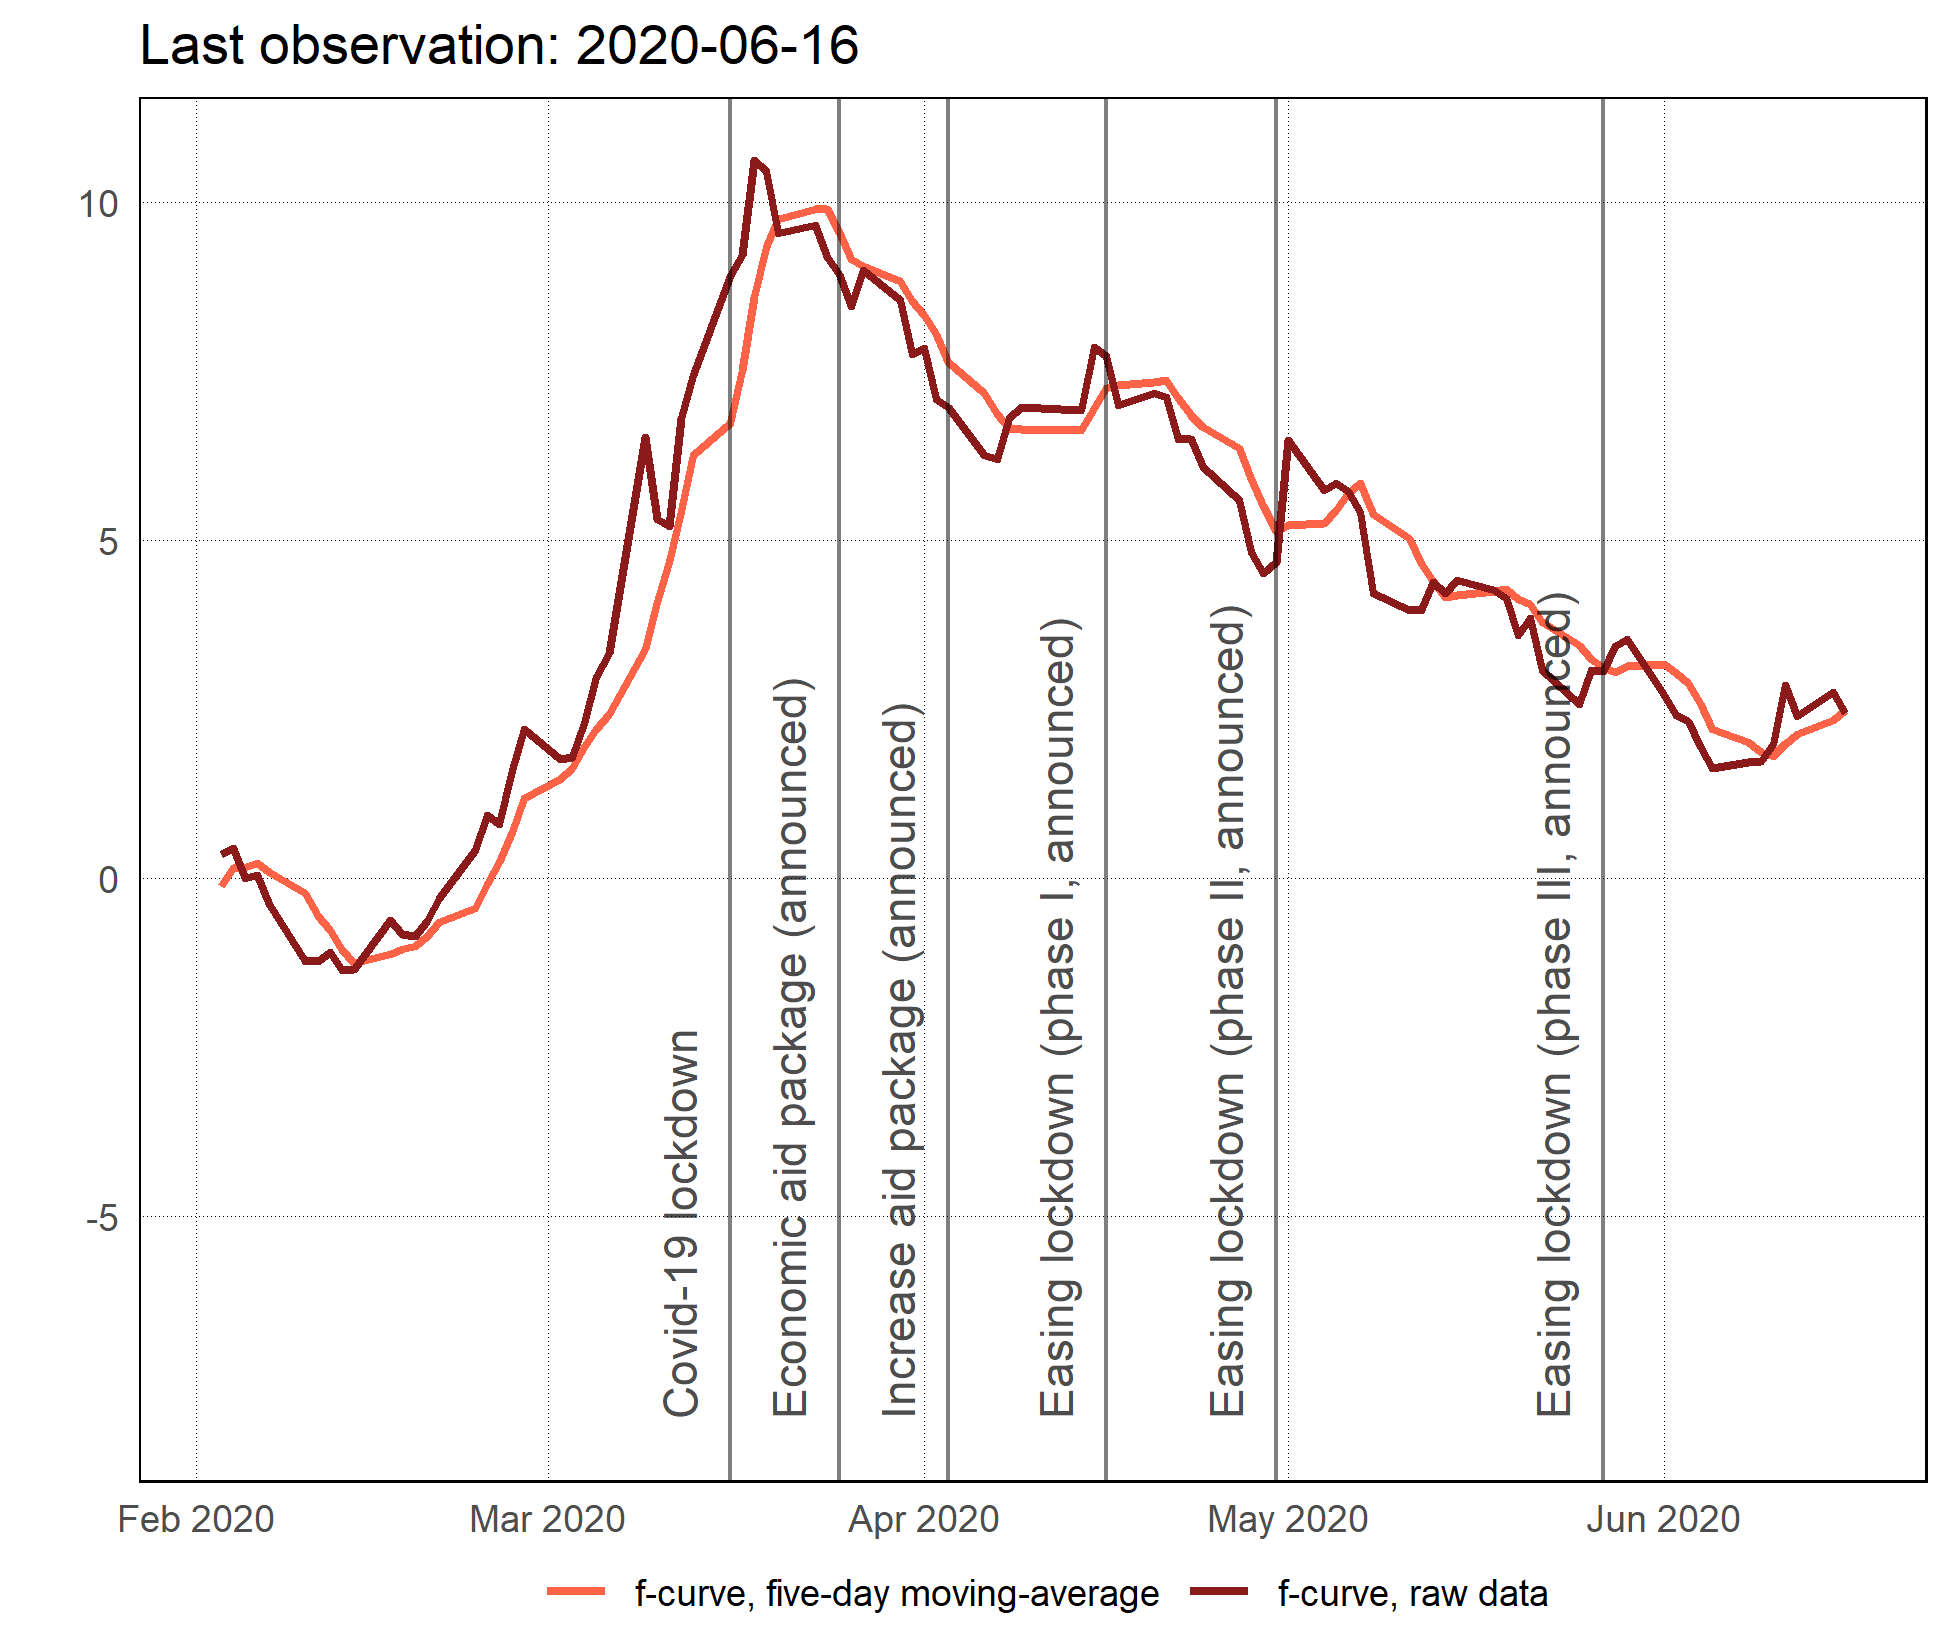 Last observation: 2020-06-16
10
5
0
-5
Covid-19 lockdown
Economic aid package (announced)
Increase aid package (announced)
Easing lockdown (phase I, announced)
Easing lockdown (phase II, announced)
Easing lockdown (phase III, announced)
Feb 2020
Mar 2020
Apr 2020
May 2020
Jun 2020
f-curve, five-day moving-average
f-curve, raw data